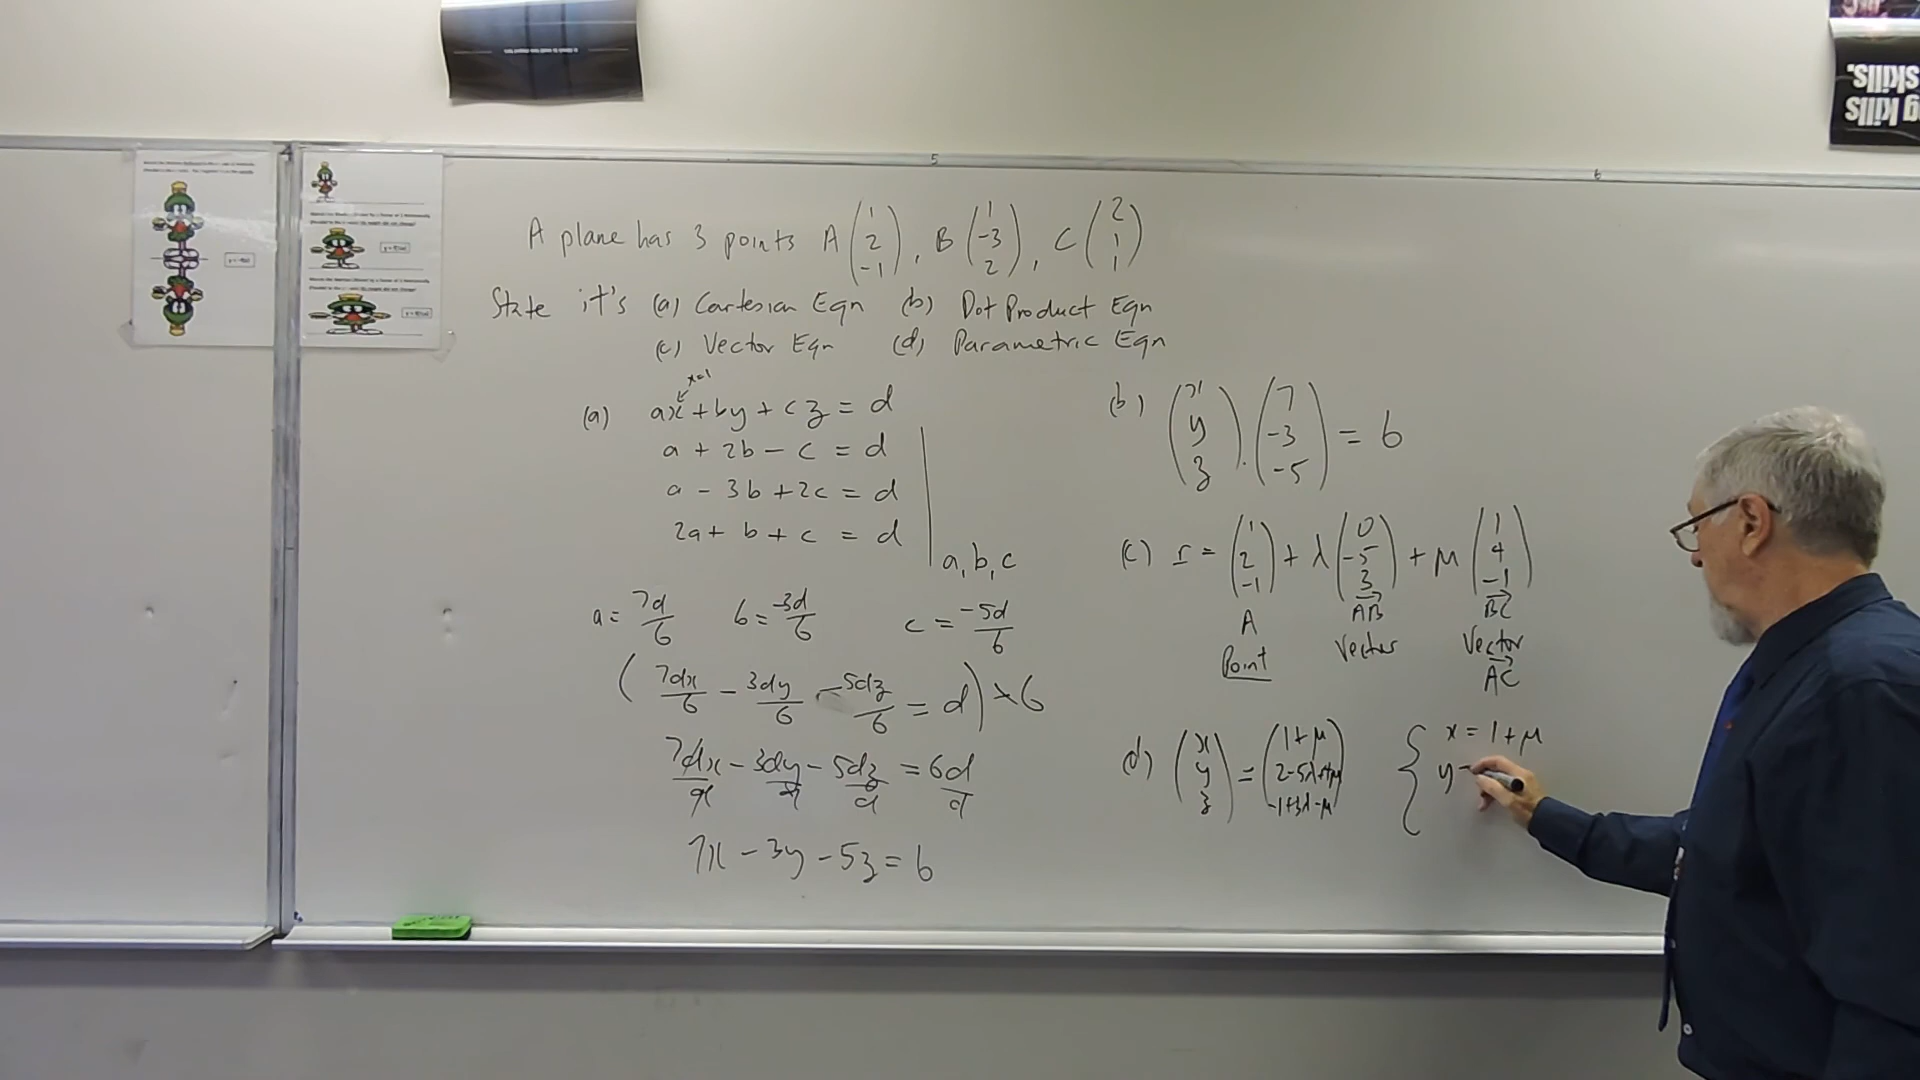 skills.
g kills
5
6
A plane has 3 points A (1 2 -1), B (1 -3 2), C (2 1 1)
State it's (a) Cartesian Eqn (b) Dot Product Eqn
(c) Vector Eqn (d) Parametric Eqn
x=1
(a) ax + by + cz = d
a + 2b - c = d
a - 3b + 2c = d
2a + b + c = d
a, b, c
a = 7d/6 b = -3d/6 c = -5d/6
(7dx/6 - 3dy/6 - 5dz/6 = d) × 6
7dx/d - 3dy/d - 5dz/d = 6d/d
7x - 3y - 5z = 6
(b) (x y z) . (7 -3 -5) = 6
(c) r = (1 2 -1) + λ (0 -5 3) + μ (1 4 -1)
A AB BC
Point Vector Vector
AC
(d) (x y z) = (1+μ 2-5λ+4μ -1+3λ-μ)
{ x = 1 + μ
y =